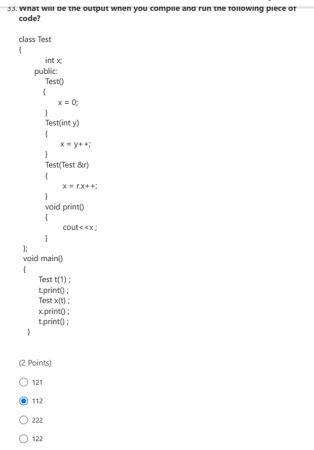 33. What will be the output when you compile and run the following piece of
code?
class Test
{
int x;
public:
Test()
{
x = 0;
}
Test(int y)
{
x = y++;
}
Test(Test &r)
{
x = r.x++;
}
void print()
{
cout<<x ;
}
};
void main()
{
Test t(1) ;
t.print() ;
Test x(t) ;
x.print() ;
t.print() ;
}
(2 Points)
121
112
222
122